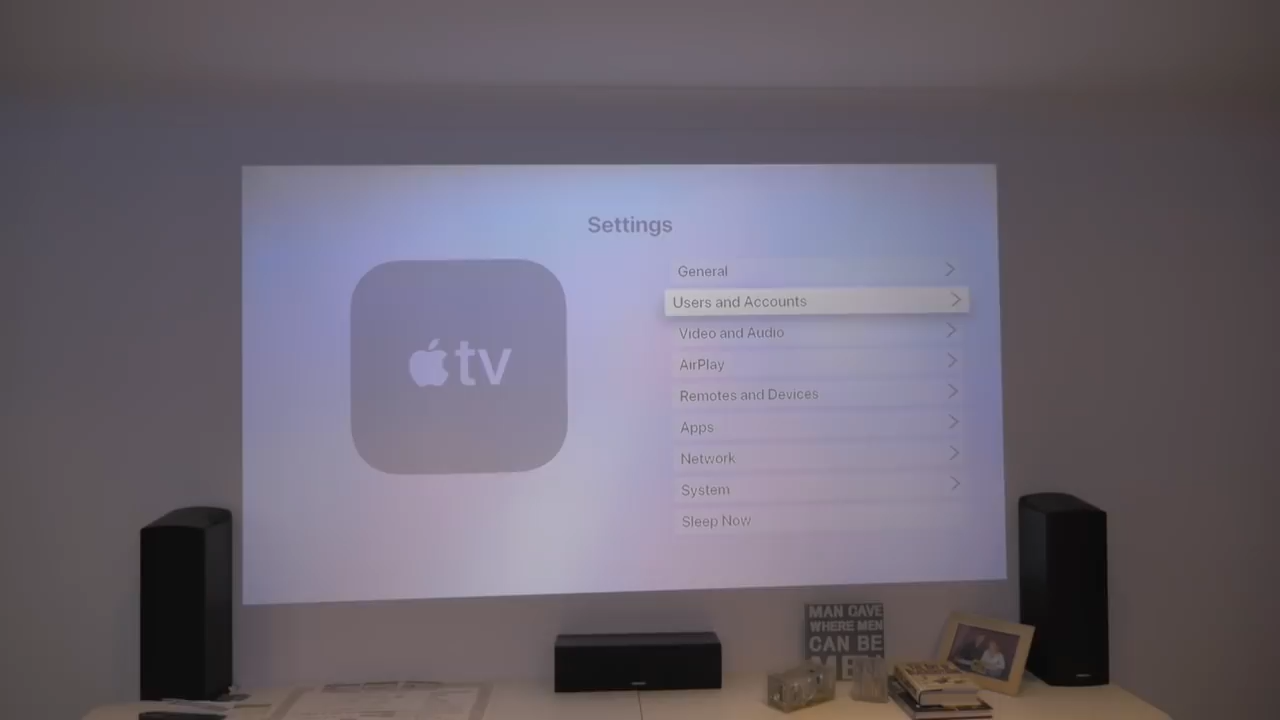 Settings
tv
General
Users and Accounts
Video and Audio
AirPlay
Remotes and Devices
Apps
Network
System
Sleep Now
MAN CAVE
WHERE MEN
CAN BE
MEN